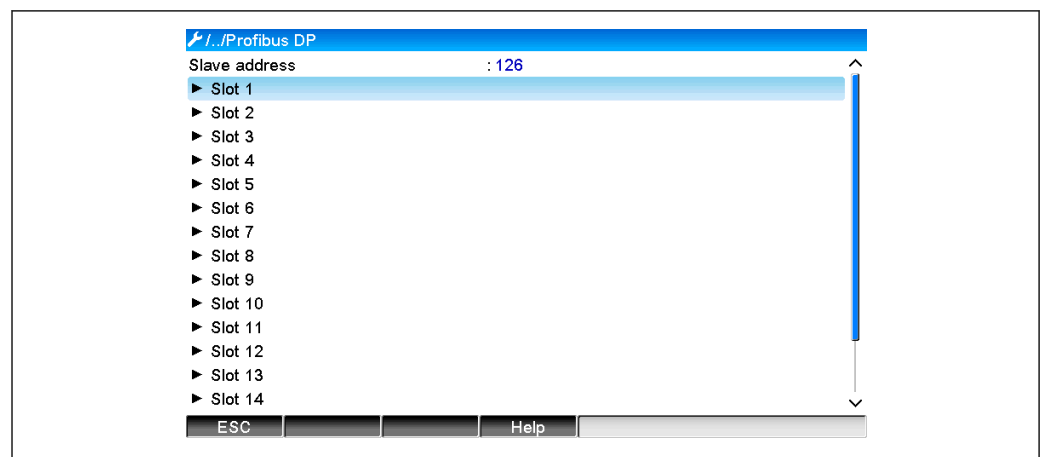 /../Profibus DP
Slave address : 126
► Slot 1
► Slot 2
► Slot 3
► Slot 4
► Slot 5
► Slot 6
► Slot 7
► Slot 8
► Slot 9
► Slot 10
► Slot 11
► Slot 12
► Slot 13
► Slot 14
ESC Help